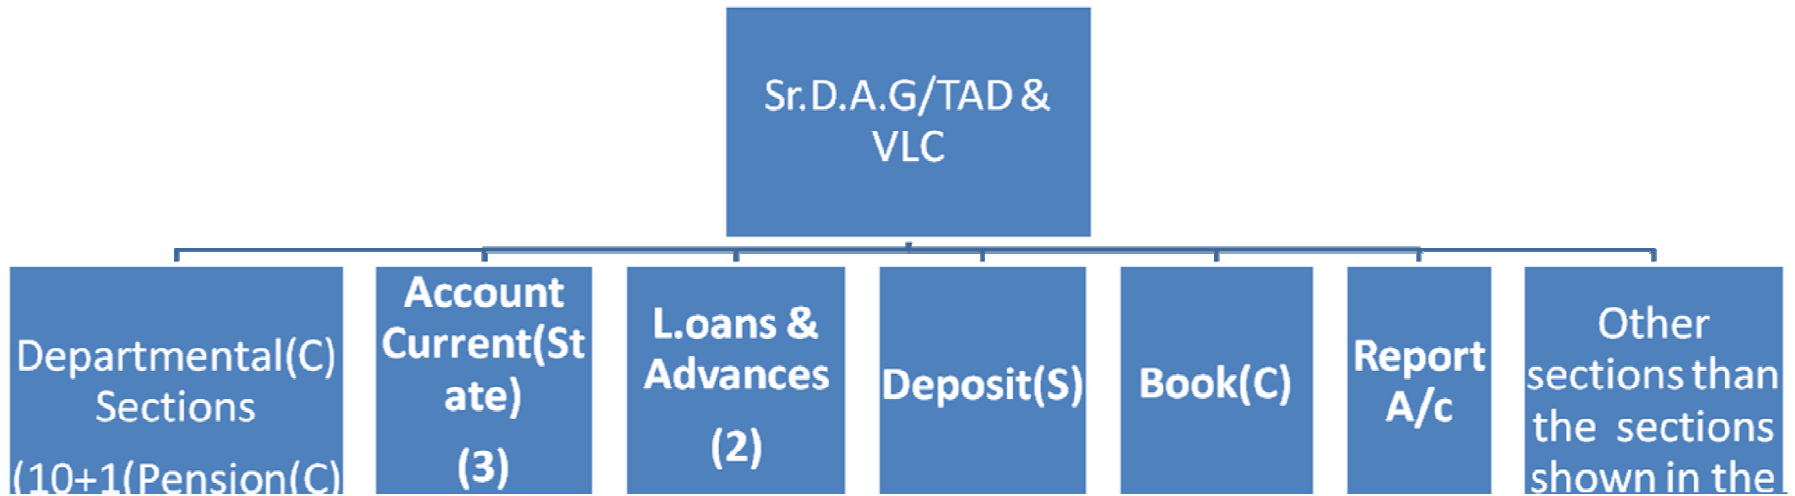 Sr.D.A.G/TAD &
VLC
Departmental(C)
Sections
(10+1(Pension(C)
Account
Current(St
ate)
(3)
L.oans &
Advances
(2)
Deposit(S)
Book(C)
Report
A/c
Other
sections than
the sections
shown in the